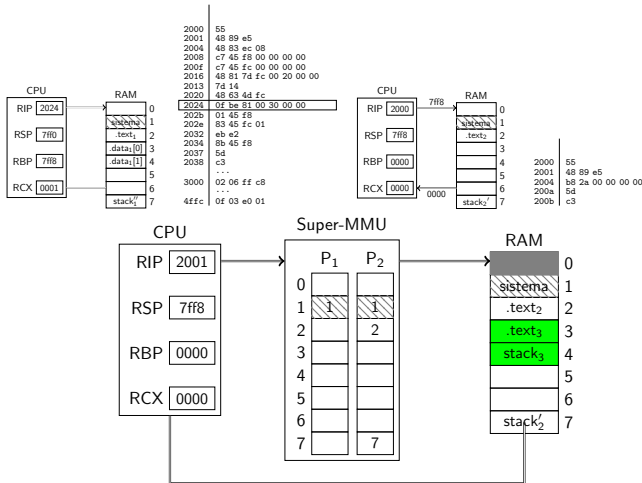 CPU
RIP 2024
RSP 7ff0
RBP 7ff8
RCX 0001
RAM
0
sistema 1
.text₁ 2
.data₁[0] 3
.data₁[1] 4
5
6
stack₁'' 7
2000 55
2001 48 89 e5
2004 48 83 ec 08
2008 c7 45 f8 00 00 00 00
200f c7 45 fc 00 00 00 00
2016 48 81 7d fc 00 20 00 00
2013 7d 14
2020 48 63 4d fc
2024 0f be 81 00 30 00 00
202b 01 45 f8
202e 83 45 fc 01
2032 eb e2
2034 8b 45 f8
2037 5d
2038 c3
...
3000 02 06 ff c8
...
4ffc 0f 03 e0 01
CPU
RIP 2000
RSP 7ff8
RBP 0000
RCX 0000
7ff8
0000
RAM
0
sistema 1
.text₂ 2
3
4
5
6
stack₂' 7
2000 55
2001 48 89 e5
2004 b8 2a 00 00 00 00
200a 5d
200b c3
CPU
RIP 2001
RSP 7ff8
RBP 0000
RCX 0000
Super-MMU
P₁ P₂
0
1 1 1
2 2
3
4
5
6
7 7
RAM
0
sistema 1
.text₂ 2
.text₃ 3
stack₃ 4
5
6
stack₂' 7